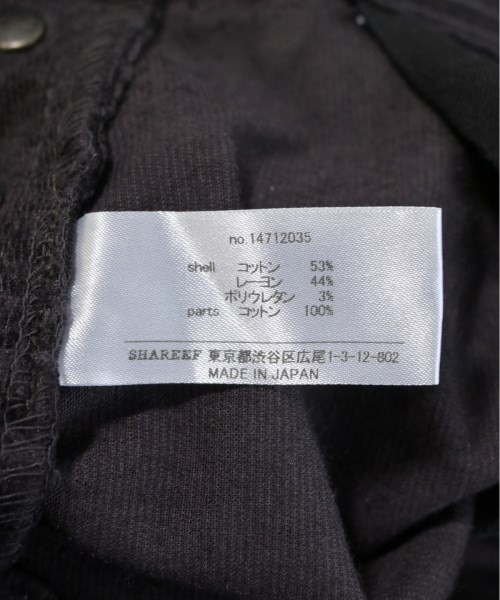 no.14712035
shell コットン 53%
レーヨン 44%
ポリウレタン 3%
parts コットン 100%
SHAREEF 東京都渋谷区広尾1-3-12-802
MADE IN JAPAN